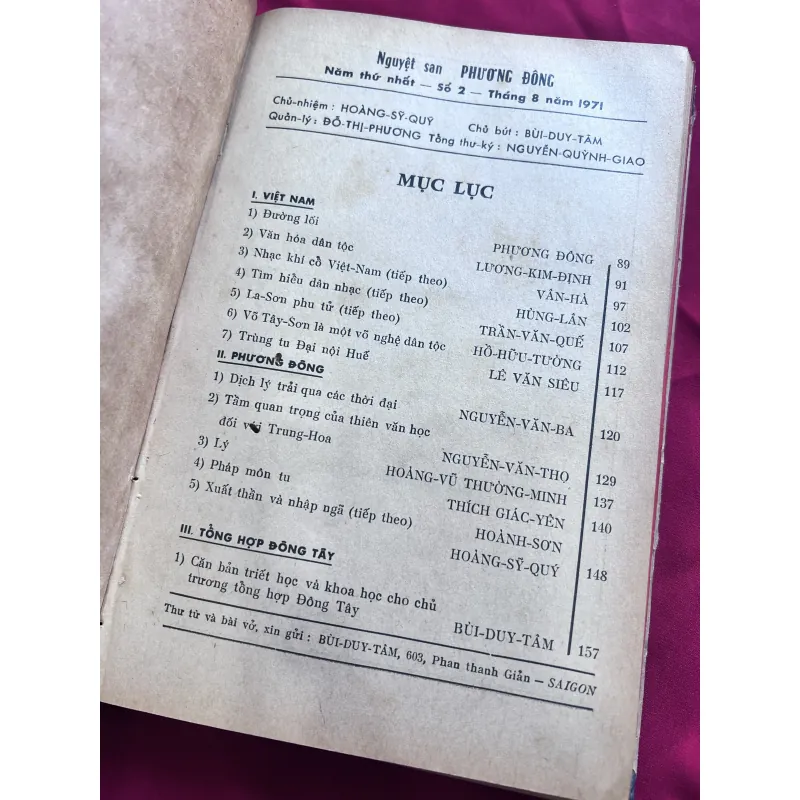 Nguyệt san PHƯƠNG ĐÔNG
Năm thứ nhất — Số 2 — Tháng 8 năm 1971
Chủ-nhiệm : HOÀNG-SỸ-QUÝ Chủ bút : BÙI-DUY-TÂM
Quản-lý : ĐỖ-THỊ-PHƯƠNG Tổng thư-ký : NGUYỄN-QUỲNH-GIAO
MỤC LỤC
I. VIỆT NAM
1) Đường lối PHƯƠNG ĐÔNG 89
2) Văn hóa dân tộc LƯƠNG-KIM-ĐỊNH 91
3) Nhạc khí cổ Việt-Nam (tiếp theo) VÂN-HÀ 97
4) Tìm hiểu dân nhạc (tiếp theo) HÙNG-LÂN 102
5) La-Sơn phu tử (tiếp theo) TRẦN-VĂN-QUẾ 107
6) Võ Tây-Sơn là một võ nghệ dân tộc HỒ-HỮU-TƯỜNG 112
7) Trùng tu Đại nội Huế LÊ VĂN SIÊU 117
II. PHƯƠNG ĐÔNG
1) Dịch lý trải qua các thời đại NGUYỄN-VĂN-BA 120
2) Tầm quan trọng của thiên văn học
đối với Trung-Hoa NGUYỄN-VĂN-THỌ 129
3) Lý HOÀNG-VŨ THƯỜNG-MINH 137
4) Pháp môn tu THÍCH GIÁC-YÊN 140
5) Xuất thần và nhập ngã (tiếp theo) HOÀNH-SƠN
HOÀNG-SỸ-QUÝ 148
III. TỔNG HỢP ĐÔNG TÂY
1) Căn bản triết học và khoa học cho chủ
trương tổng hợp Đông Tây BÙI-DUY-TÂM 157
Thư từ và bài vở, xin gửi : BÙI-DUY-TÂM, 603, Phan thanh Giản — SAIGON